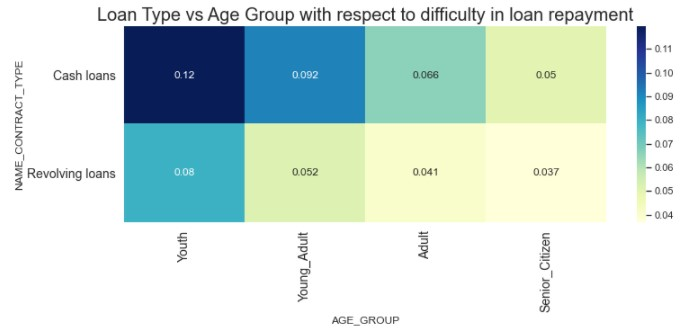 Loan Type vs Age Group with respect to difficulty in loan repayment
NAME_CONTRACT_TYPE
Cash loans
0.12 0.092 0.066 0.05
Revolving loans
0.08 0.052 0.041 0.037
Youth
Young_Adult
Adult
Senior_Citizen
AGE_GROUP
0.11
0.10
0.09
0.08
0.07
0.06
0.05
0.04